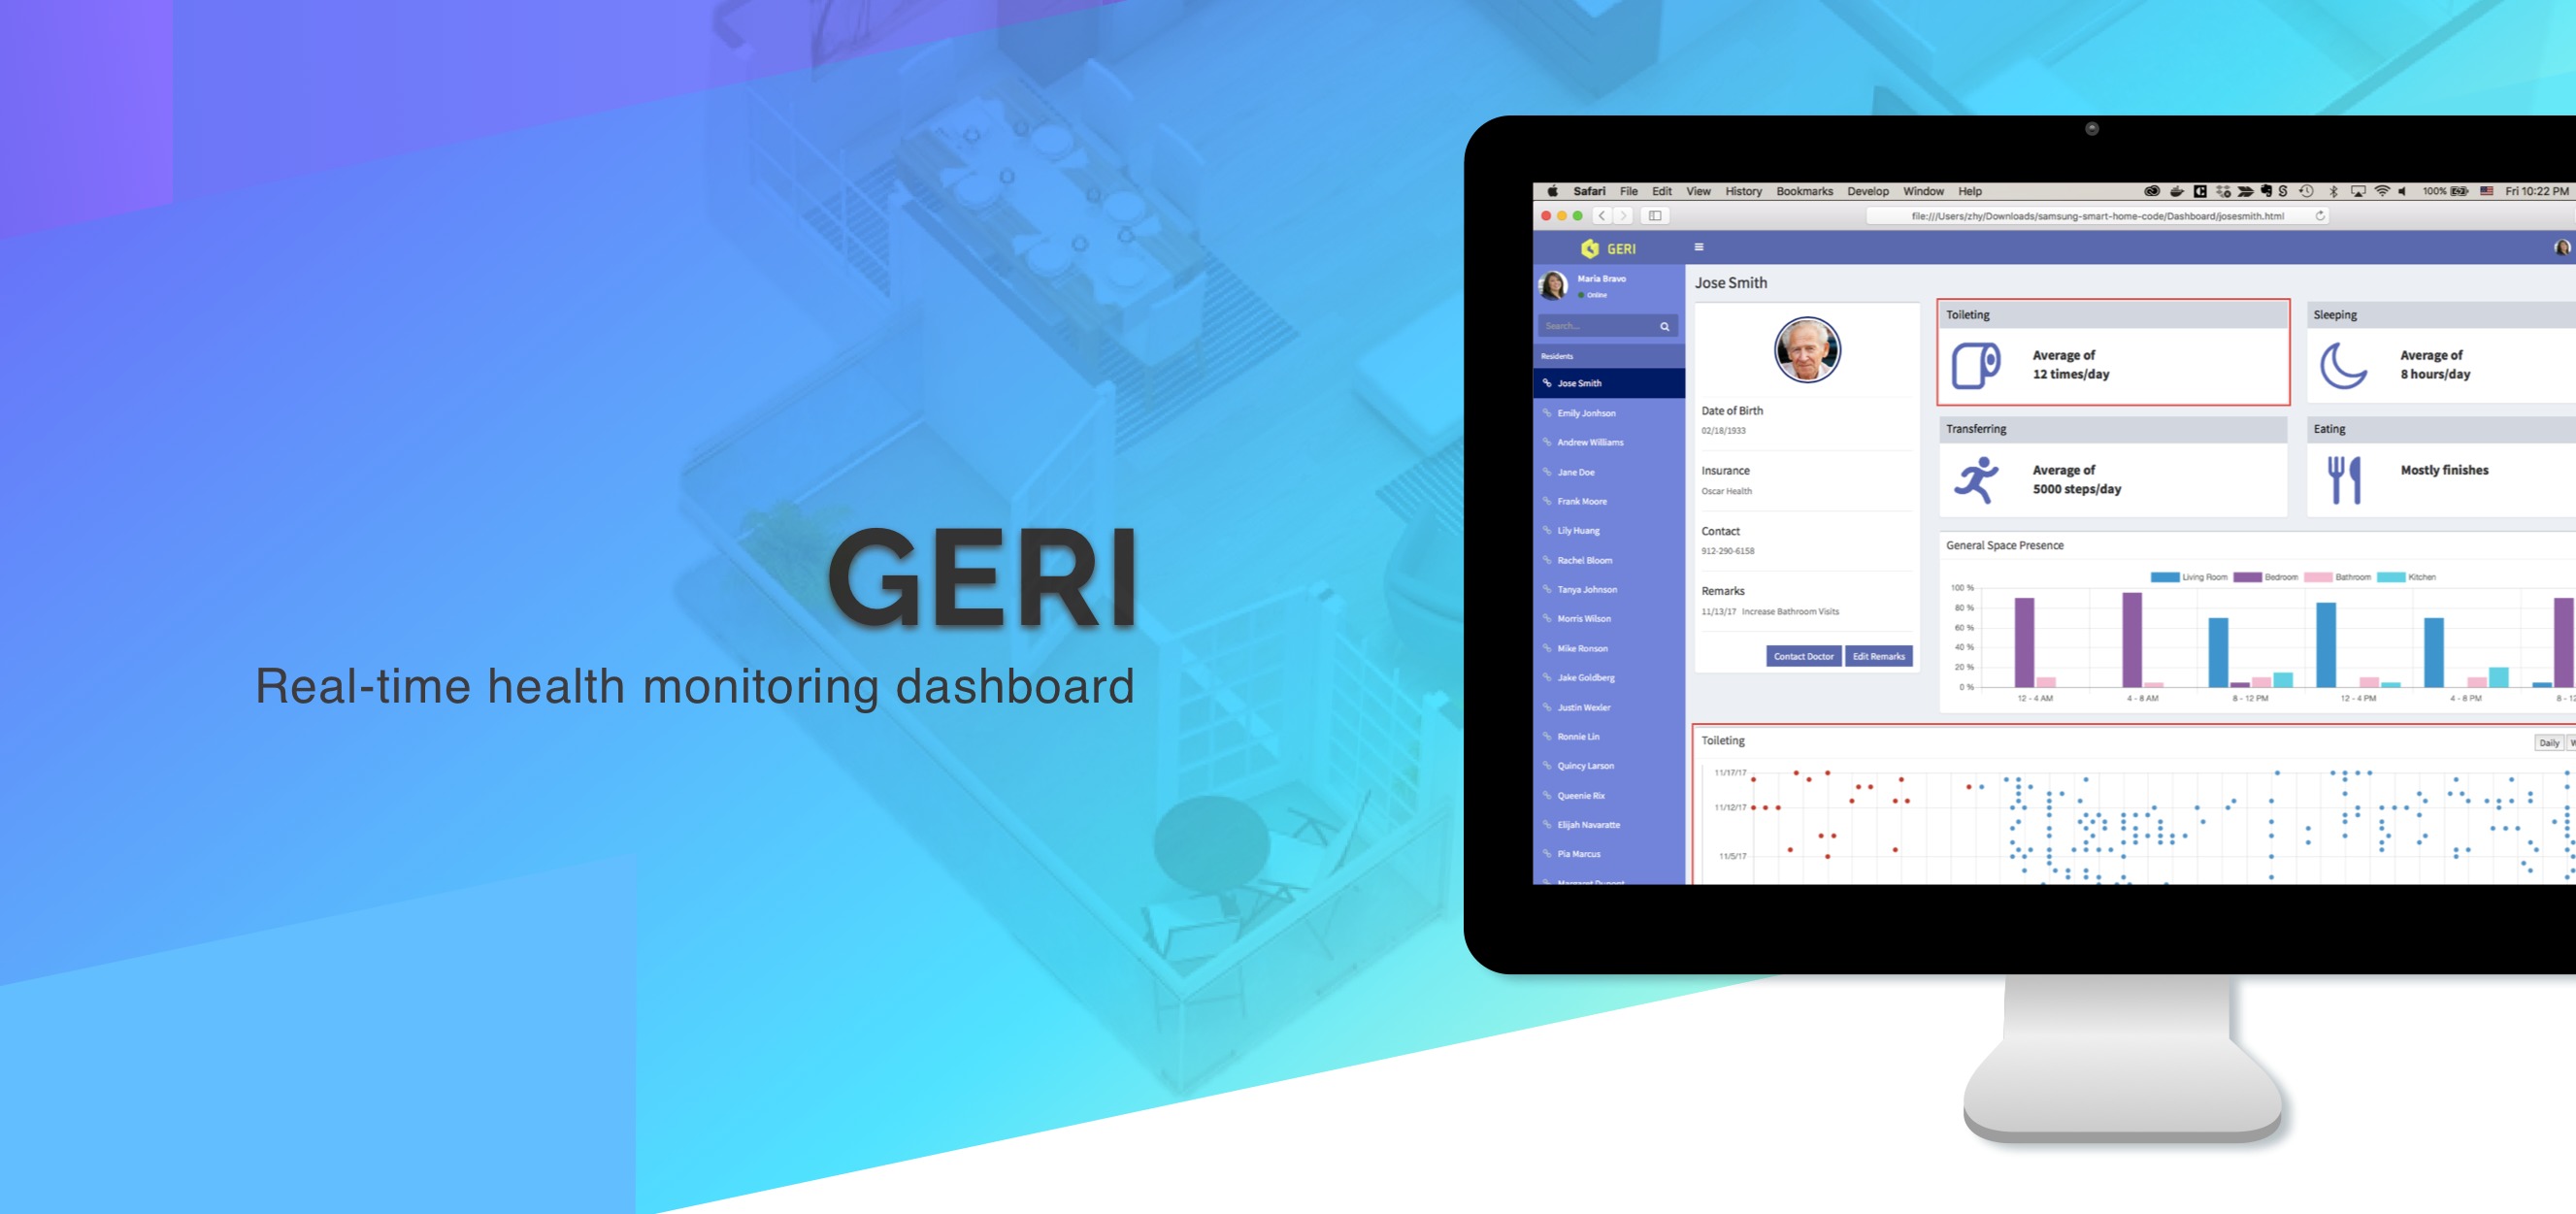 GERI
Real-time health monitoring dashboard
Safari File Edit View History Bookmarks Develop Window Help
100% Fri 10:22 PM
file:///Users/zhy/Downloads/samsung-smart-home-code/Dashboard/josesmith.html
GERI
Maria Bravo
Online
Search...
Residents
Jose Smith
Emily Jonhson
Andrew Williams
Jane Doe
Frank Moore
Lily Huang
Rachel Bloom
Tanya Johnson
Morris Wilson
Mike Ronson
Jake Goldberg
Justin Wexler
Ronnie Lin
Quincy Larson
Queenie Rix
Elijah Navaratte
Pia Marcus
Margaret Dupont
Jose Smith
Date of Birth
02/18/1933
Insurance
Oscar Health
Contact
912-290-6158
Remarks
11/13/17 Increase Bathroom Visits
Contact Doctor Edit Remarks
Toileting
Average of
12 times/day
Sleeping
Average of
8 hours/day
Transferring
Average of
5000 steps/day
Eating
Mostly finishes
General Space Presence
Living Room Bedroom Bathroom Kitchen
100 %
80 %
60 %
40 %
20 %
0 %
12 - 4 AM 4 - 8 AM 8 - 12 PM 12 - 4 PM 4 - 8 PM 8 - 12
Toileting
Daily W
11/17/17
11/12/17
11/5/17